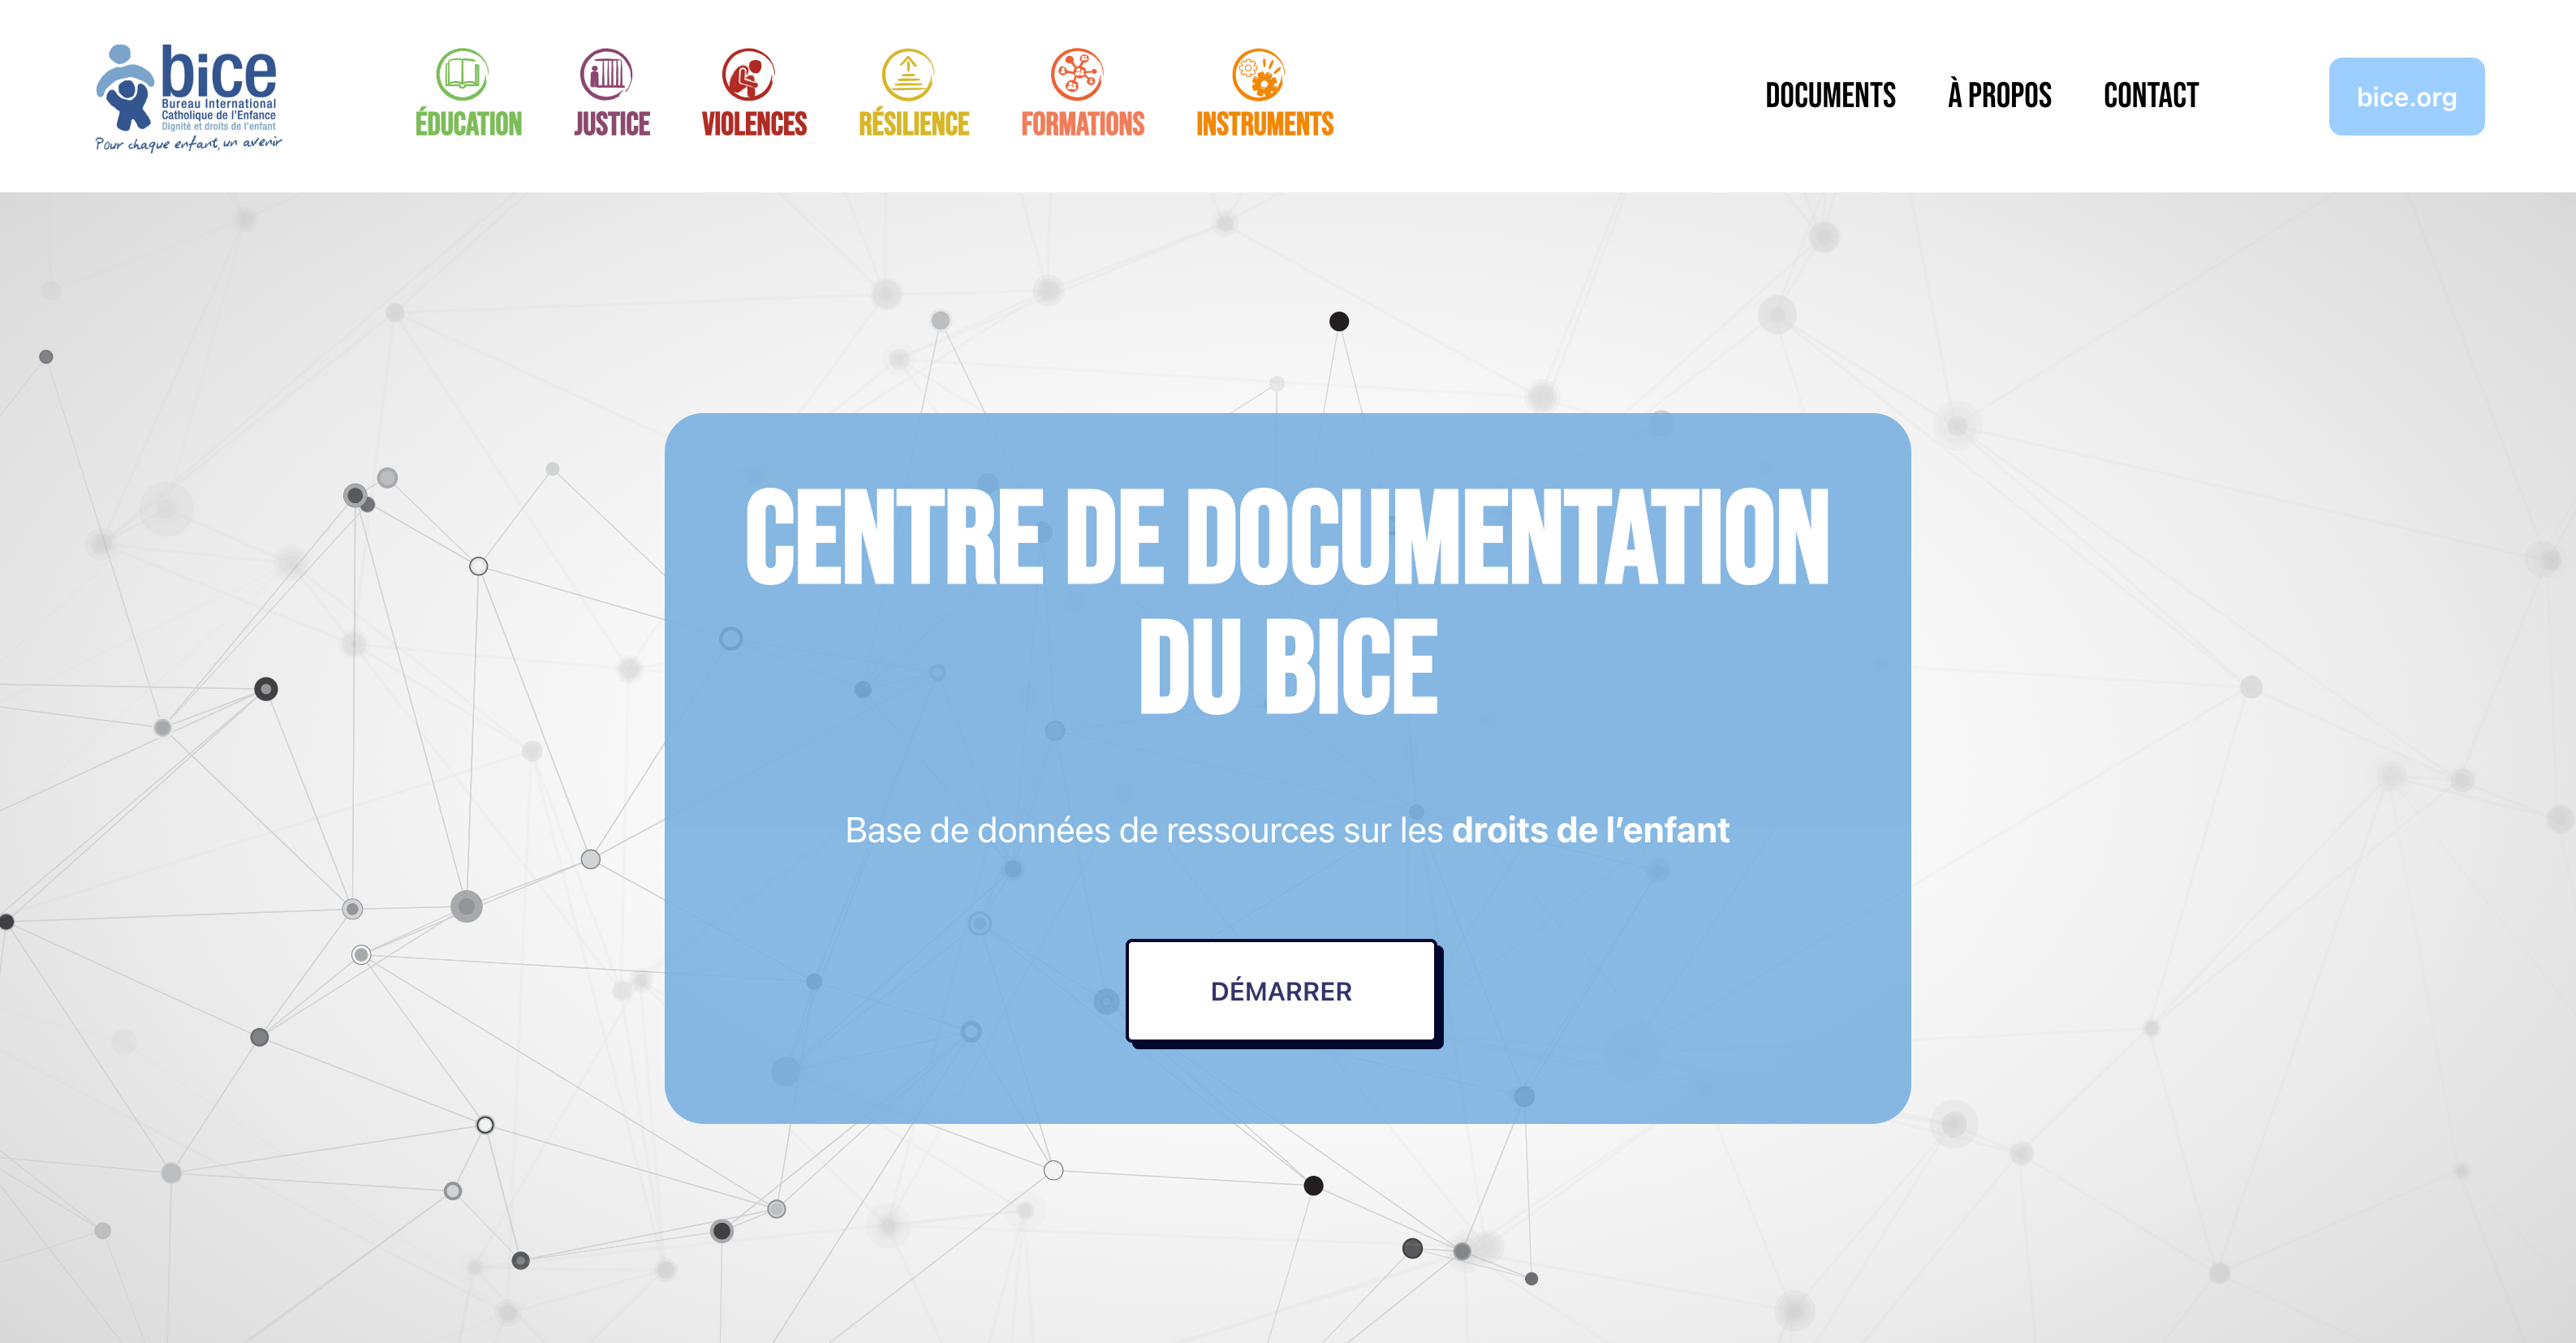 bice
Bureau International
Catholique de l'Enfance
Dignité et droits de l'enfant
Pour chaque enfant, un avenir
ÉDUCATION
JUSTICE
VIOLENCES
RÉSILIENCE
FORMATIONS
INSTRUMENTS
DOCUMENTS
À PROPOS
CONTACT
bice.org
CENTRE DE DOCUMENTATION
DU BICE
Base de données de ressources sur les droits de l’enfant
DÉMARRER